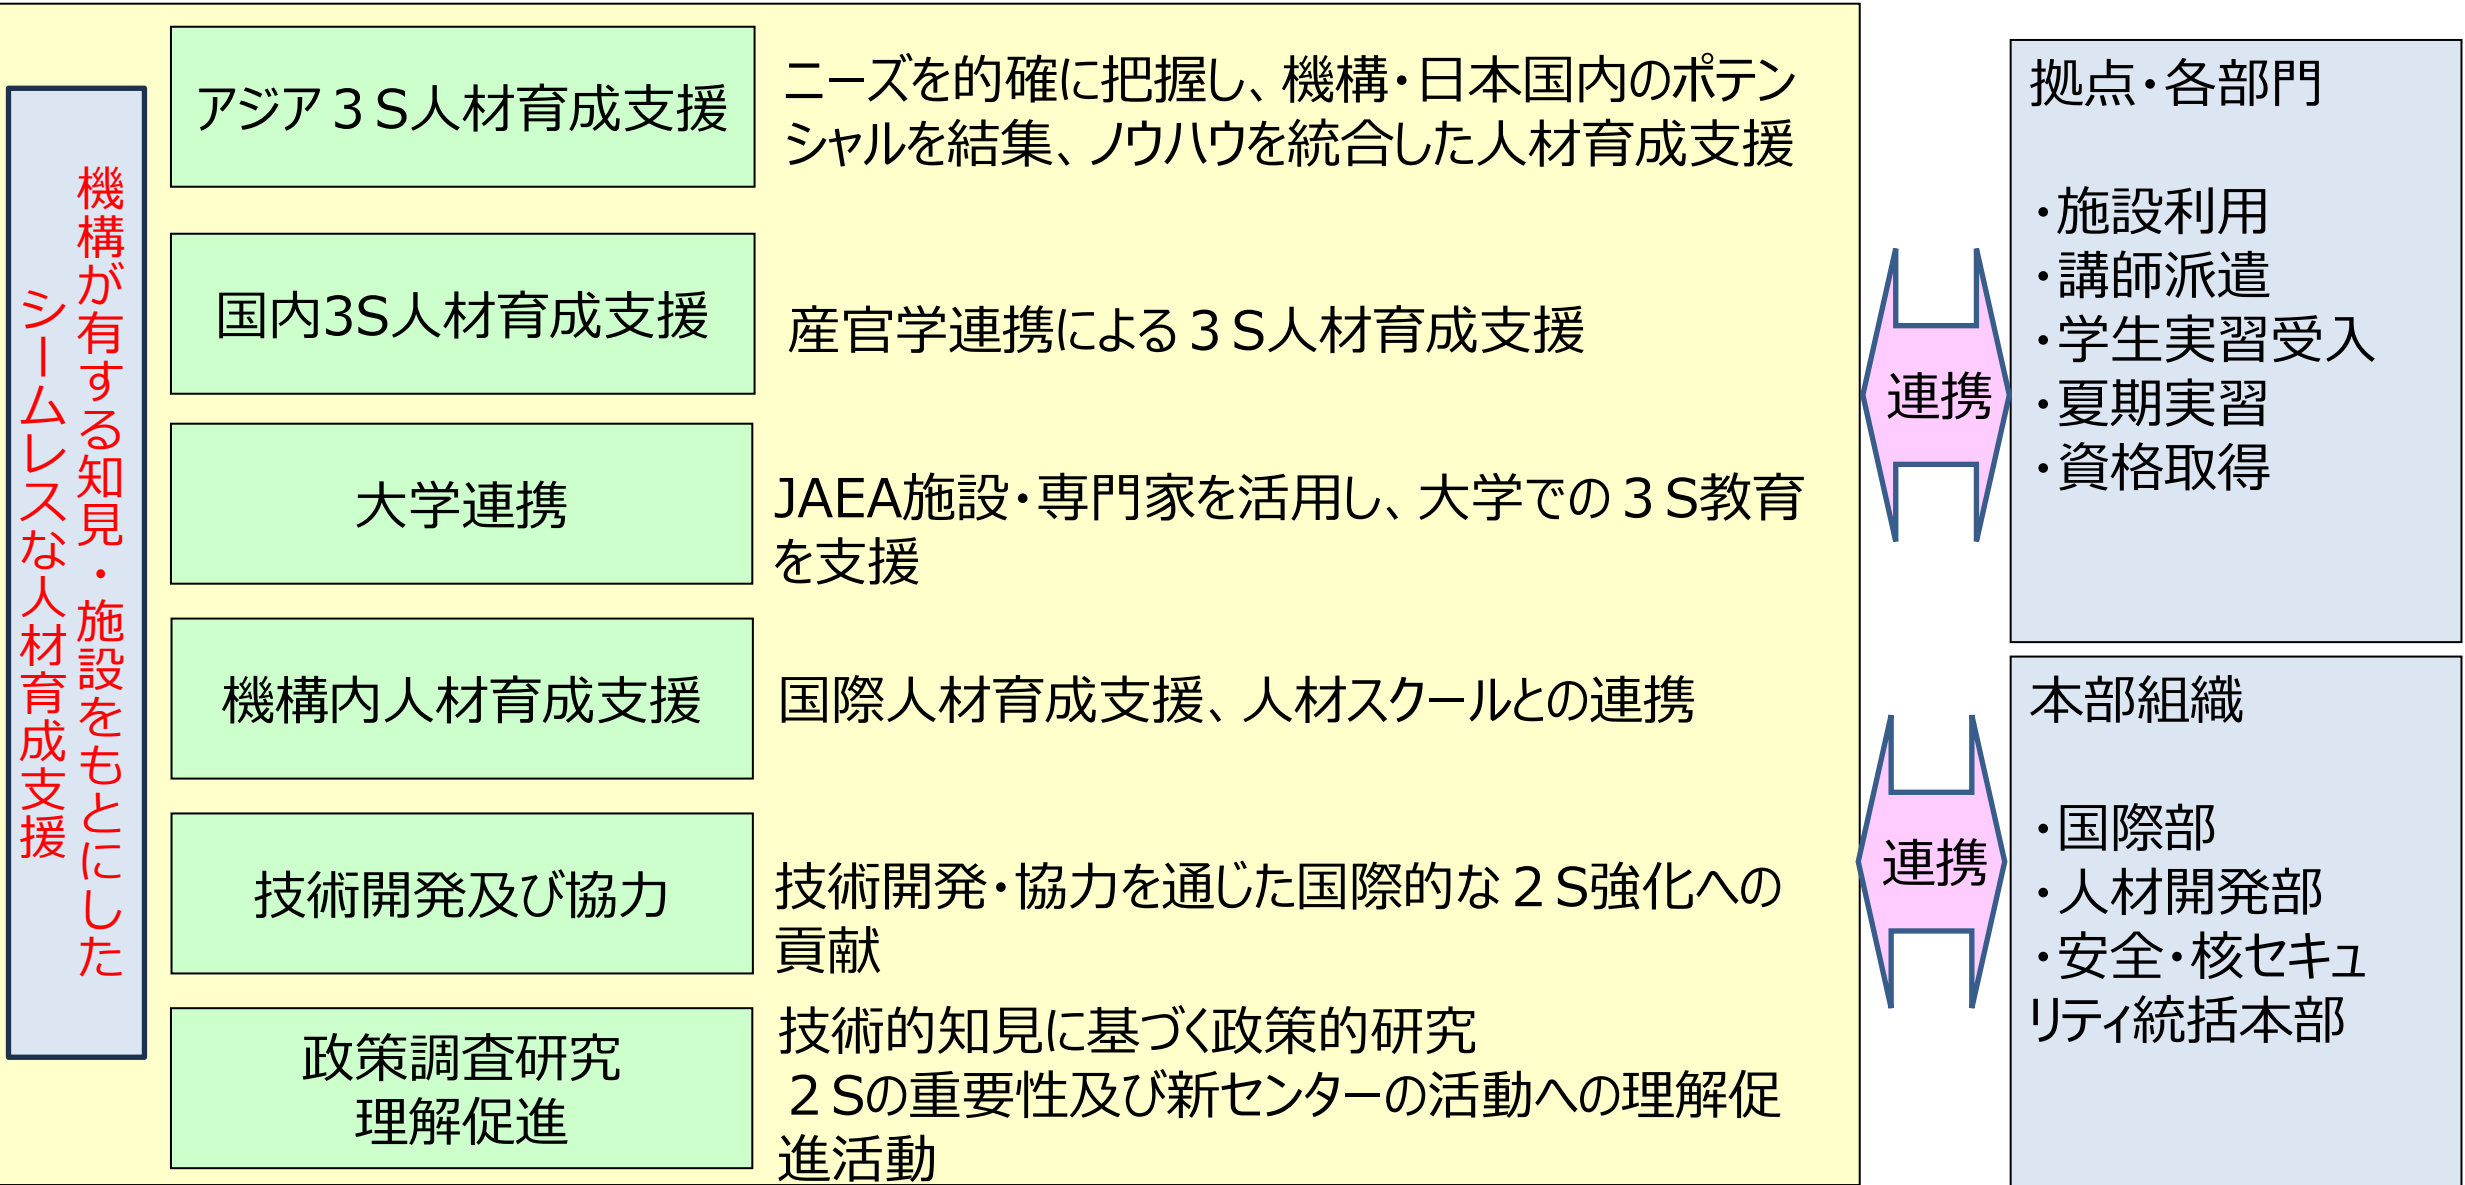 機構が有する知見・施設をもとにした
シームレスな人材育成支援
アジア３S人材育成支援
ニーズを的確に把握し、機構・日本国内のポテン
シャルを結集、ノウハウを統合した人材育成支援
国内3S人材育成支援
産官学連携による３S人材育成支援
大学連携
JAEA施設・専門家を活用し、大学での３S教育
を支援
機構内人材育成支援
国際人材育成支援、人材スクールとの連携
技術開発及び協力
技術開発・協力を通じた国際的な２S強化への
貢献
政策調査研究
理解促進
技術的知見に基づく政策的研究
２Sの重要性及び新センターの活動への理解促
進活動
連携
連携
拠点・各部門
・施設利用
・講師派遣
・学生実習受入
・夏期実習
・資格取得
本部組織
・国際部
・人材開発部
・安全・核セキュ
リティ統括本部